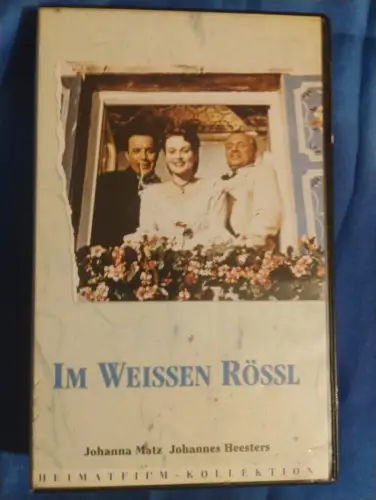 IM WEISSEN RÖSSL
Johanna Matz Johannes Heesters
HEIMATFILM-KOLLEKTION